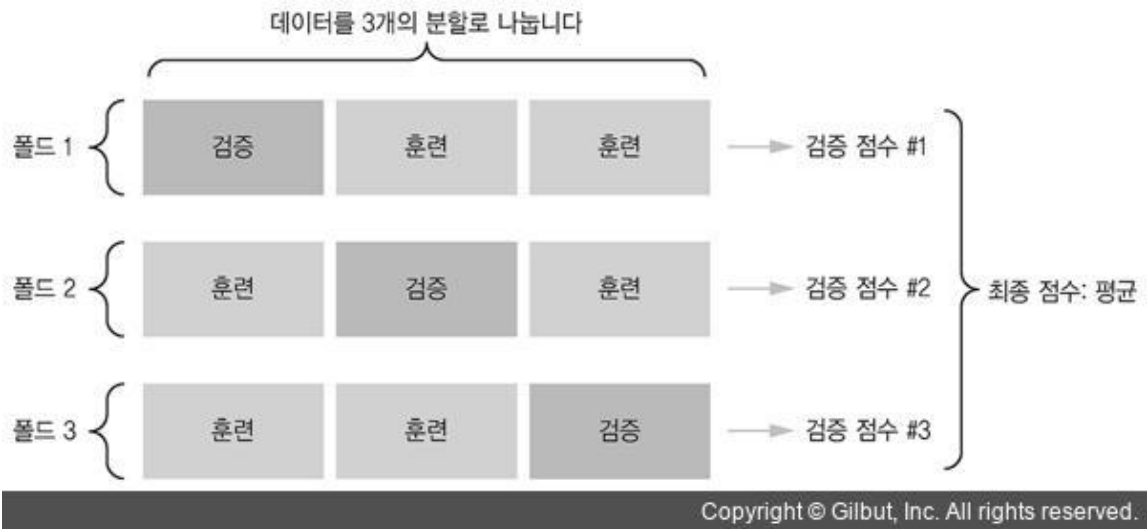 데이터를 3개의 분할로 나눕니다
폴드 1 검증 훈련 훈련 검증 점수 #1
폴드 2 훈련 검증 훈련 검증 점수 #2
최종 점수: 평균
폴드 3 훈련 훈련 검증 검증 점수 #3
Copyright © Gilbut, Inc. All rights reserved.